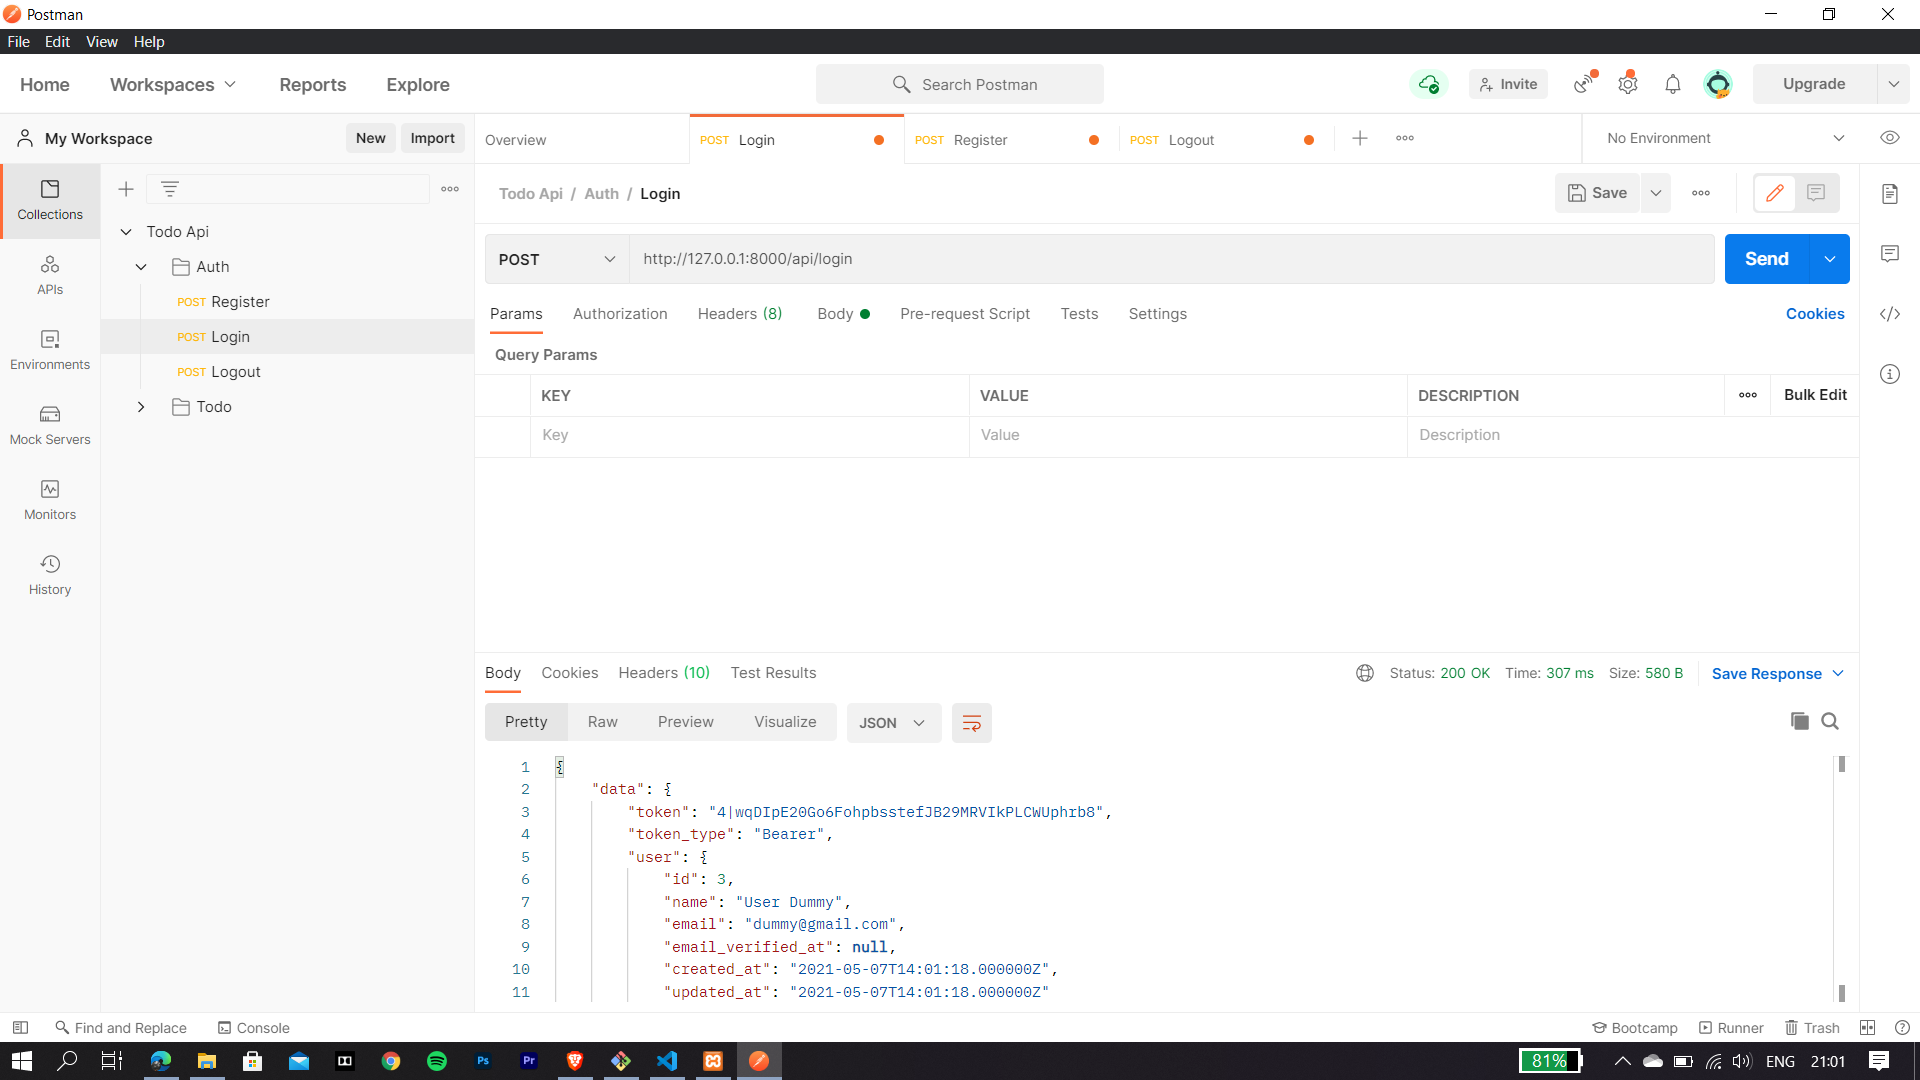 Postman
File Edit View Help
Home Workspaces Reports Explore Search Postman Invite Upgrade
My Workspace New Import Overview POST Login POST Register POST Logout No Environment
Collections
APIs
Environments
Mock Servers
Monitors
History
Todo Api
Auth
POST Register
POST Login
POST Logout
Todo
Todo Api / Auth / Login Save
POST http://127.0.0.1:8000/api/login Send
Params Authorization Headers (8) Body Pre-request Script Tests Settings Cookies
Query Params
KEY VALUE DESCRIPTION Bulk Edit
Key Value Description
Body Cookies Headers (10) Test Results Status: 200 OK Time: 307 ms Size: 580 B Save Response
Pretty Raw Preview Visualize JSON
1 {
2 "data": {
3 "token": "4|wqDIpE20Go6FohpbsstefJB29MRVIkPLCWUphrb8",
4 "token_type": "Bearer",
5 "user": {
6 "id": 3,
7 "name": "User Dummy",
8 "email": "dummy@gmail.com",
9 "email_verified_at": null,
10 "created_at": "2021-05-07T14:01:18.000000Z",
11 "updated_at": "2021-05-07T14:01:18.000000Z"
Find and Replace Console Bootcamp Runner Trash
Ps Pr 81% ENG 21:01